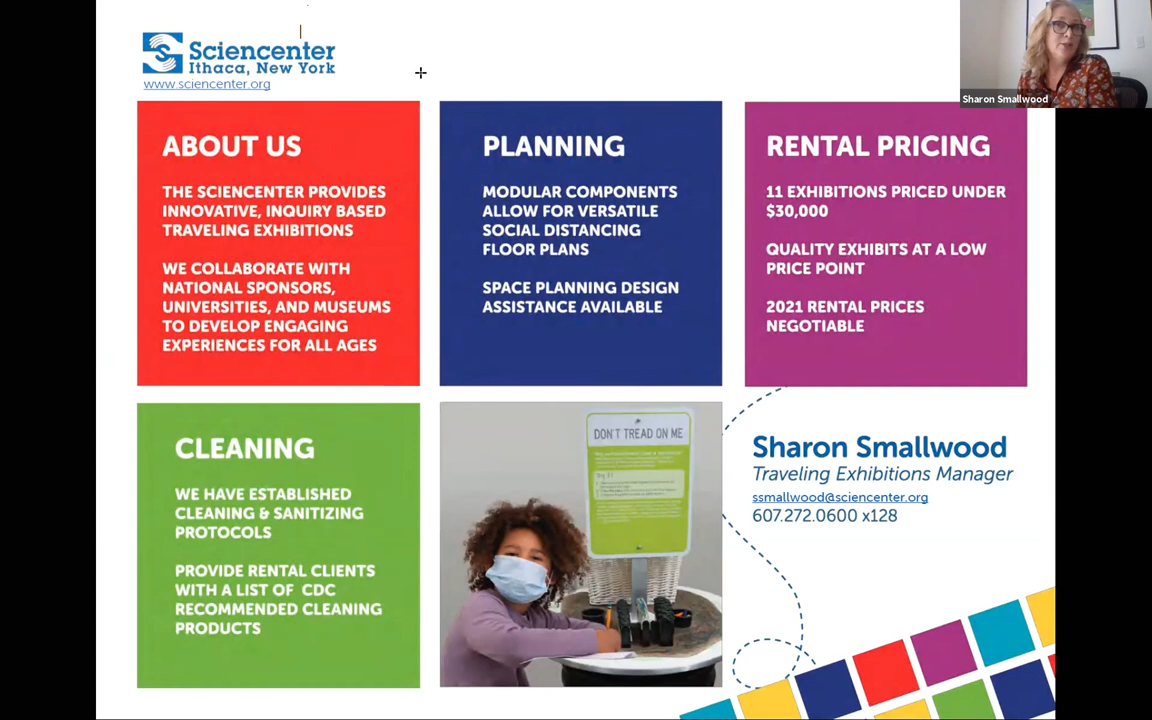 Sciencenter
Ithaca, New York
www.sciencenter.org
Sharon Smallwood
ABOUT US
THE SCIENCENTER PROVIDES
INNOVATIVE, INQUIRY BASED
TRAVELING EXHIBITIONS
WE COLLABORATE WITH
NATIONAL SPONSORS,
UNIVERSITIES, AND MUSEUMS
TO DEVELOP ENGAGING
EXPERIENCES FOR ALL AGES
PLANNING
MODULAR COMPONENTS
ALLOW FOR VERSATILE
SOCIAL DISTANCING
FLOOR PLANS
SPACE PLANNING DESIGN
ASSISTANCE AVAILABLE
RENTAL PRICING
11 EXHIBITIONS PRICED UNDER
$30,000
QUALITY EXHIBITS AT A LOW
PRICE POINT
2021 RENTAL PRICES
NEGOTIABLE
CLEANING
WE HAVE ESTABLISHED
CLEANING & SANITIZING
PROTOCOLS
PROVIDE RENTAL CLIENTS
WITH A LIST OF CDC
RECOMMENDED CLEANING
PRODUCTS
DON'T TREAD ON ME
Sharon Smallwood
Traveling Exhibitions Manager
ssmallwood@sciencenter.org
607.272.0600 x128